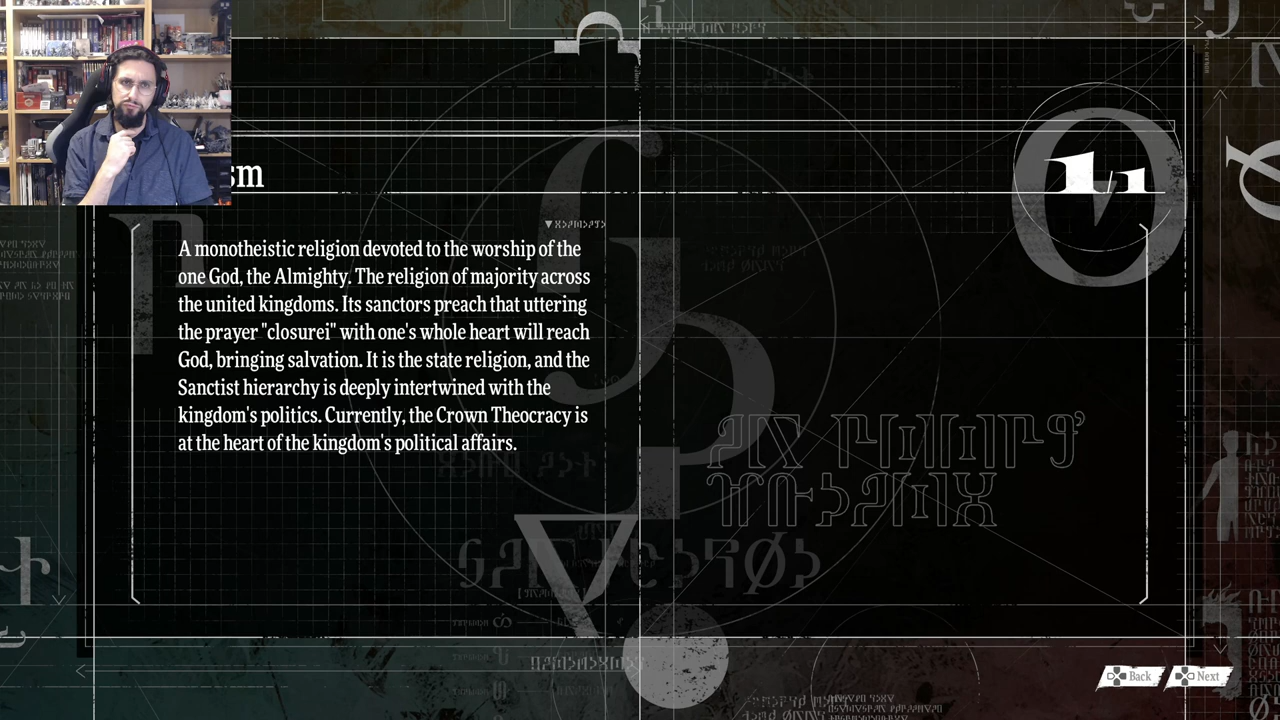 sm
1/1
A monotheistic religion devoted to the worship of the
one God, the Almighty. The religion of majority across
the united kingdoms. Its sanctors preach that uttering
the prayer "closurei" with one's whole heart will reach
God, bringing salvation. It is the state religion, and the
Sanctist hierarchy is deeply intertwined with the
kingdom's politics. Currently, the Crown Theocracy is
at the heart of the kingdom's political affairs.
Back Next